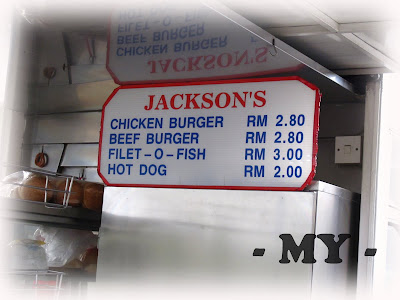 JACKSON'S
CHICKEN BURGER RM 2.80
BEEF BURGER RM 2.80
FILET-O-FISH RM 3.00
HOT DOG RM 2.00
- MY -